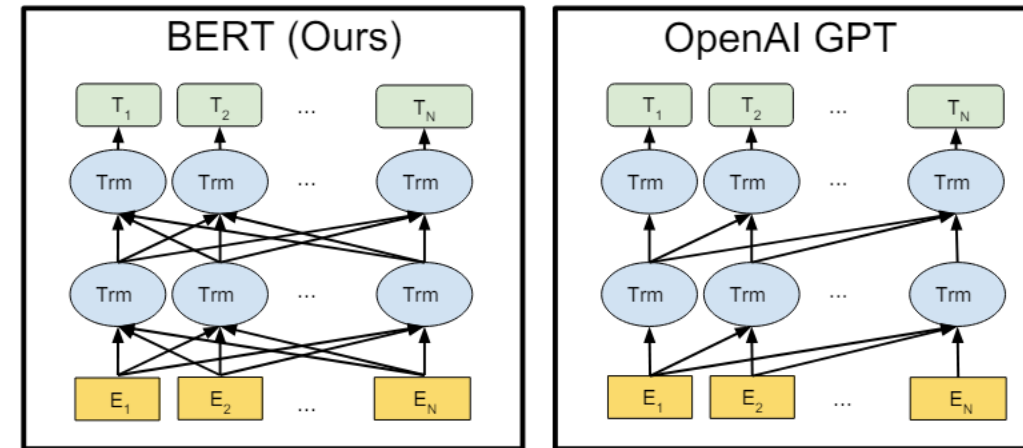 BERT (Ours)
T1 T2 ... TN
Trm Trm ... Trm
Trm Trm ... Trm
E1 E2 ... EN
OpenAI GPT
T1 T2 ... TN
Trm Trm ... Trm
Trm Trm ... Trm
E1 E2 ... EN